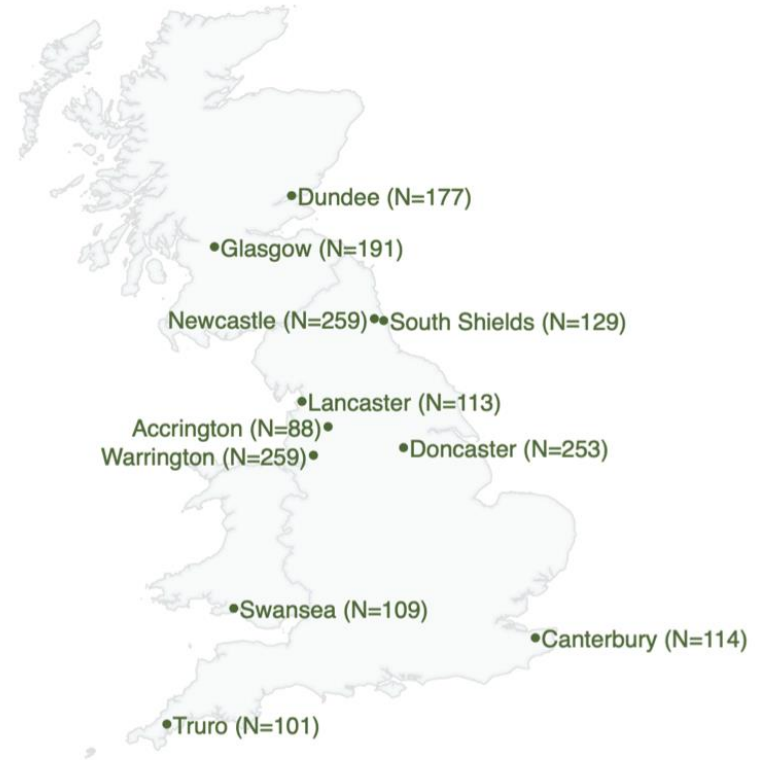 Dundee (N=177)
Glasgow (N=191)
Newcastle (N=259)
South Shields (N=129)
Lancaster (N=113)
Accrington (N=88)
Doncaster (N=253)
Warrington (N=259)
Swansea (N=109)
Canterbury (N=114)
Truro (N=101)